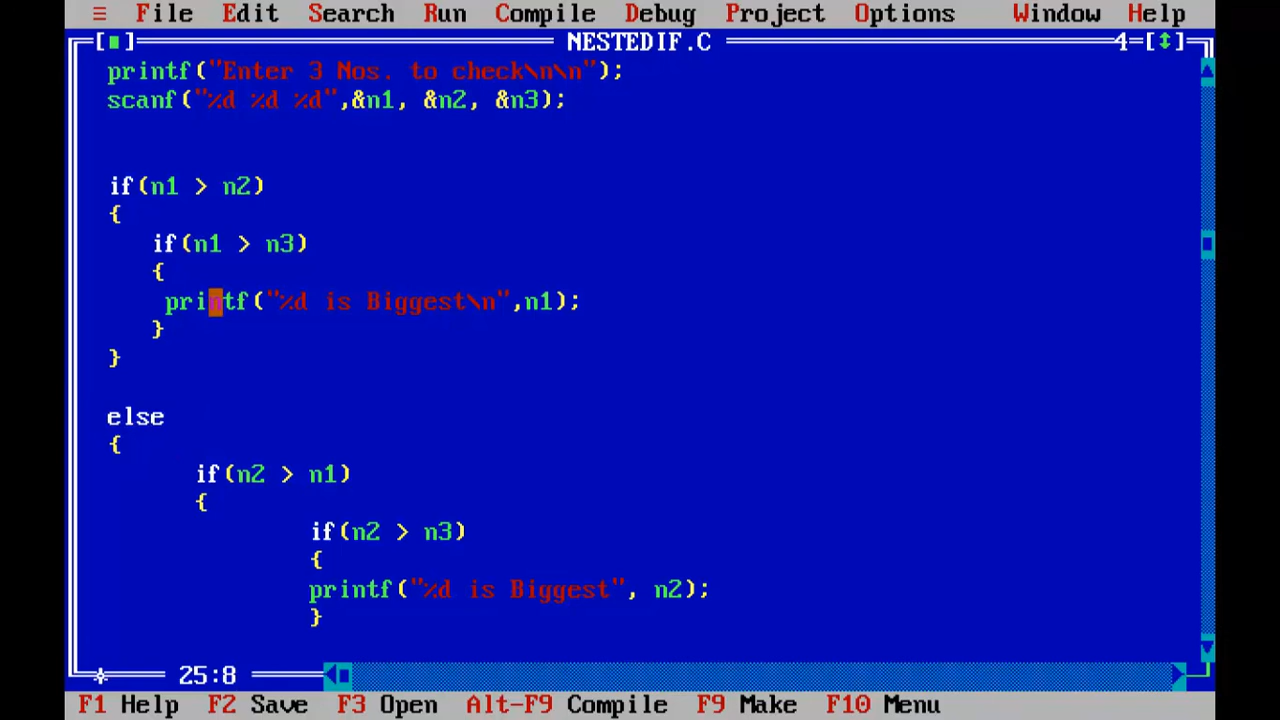 ≡ File Edit Search Run Compile Debug Project Options Window Help
[■] NESTEDIF.C 4=[↕]
printf("Enter 3 Nos. to check\n\n");
scanf("%d %d %d",&n1, &n2, &n3);
if(n1 > n2)
{
if(n1 > n3)
{
printf("%d is Biggest\n",n1);
}
}
else
{
if(n2 > n1)
{
if(n2 > n3)
{
printf("%d is Biggest", n2);
}
25:8
F1 Help F2 Save F3 Open Alt-F9 Compile F9 Make F10 Menu